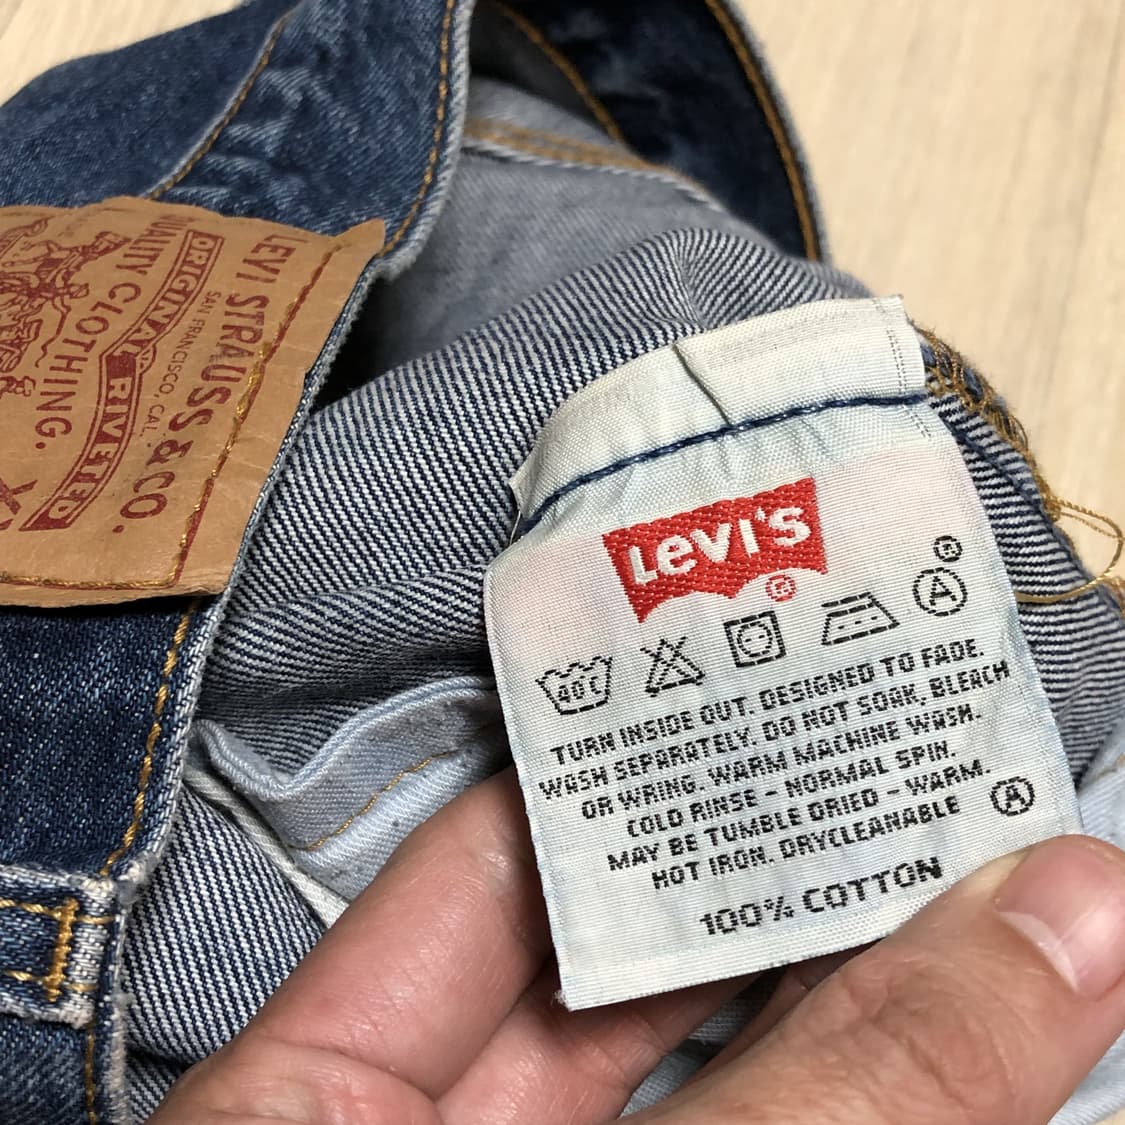 LEVI STRAUSS & CO.
SAN FRANCISCO, CAL.
ORIGINAL RIVETED
QUALITY CLOTHING.
Levi's
®
40C
A
TURN INSIDE OUT. DESIGNED TO FADE.
WASH SEPARATELY. DO NOT SOAK, BLEACH
OR WRING. WARM MACHINE WASH.
COLD RINSE - NORMAL SPIN.
MAY BE TUMBLE DRIED - WARM.
HOT IRON. DRYCLEANABLE A
100% COTTON